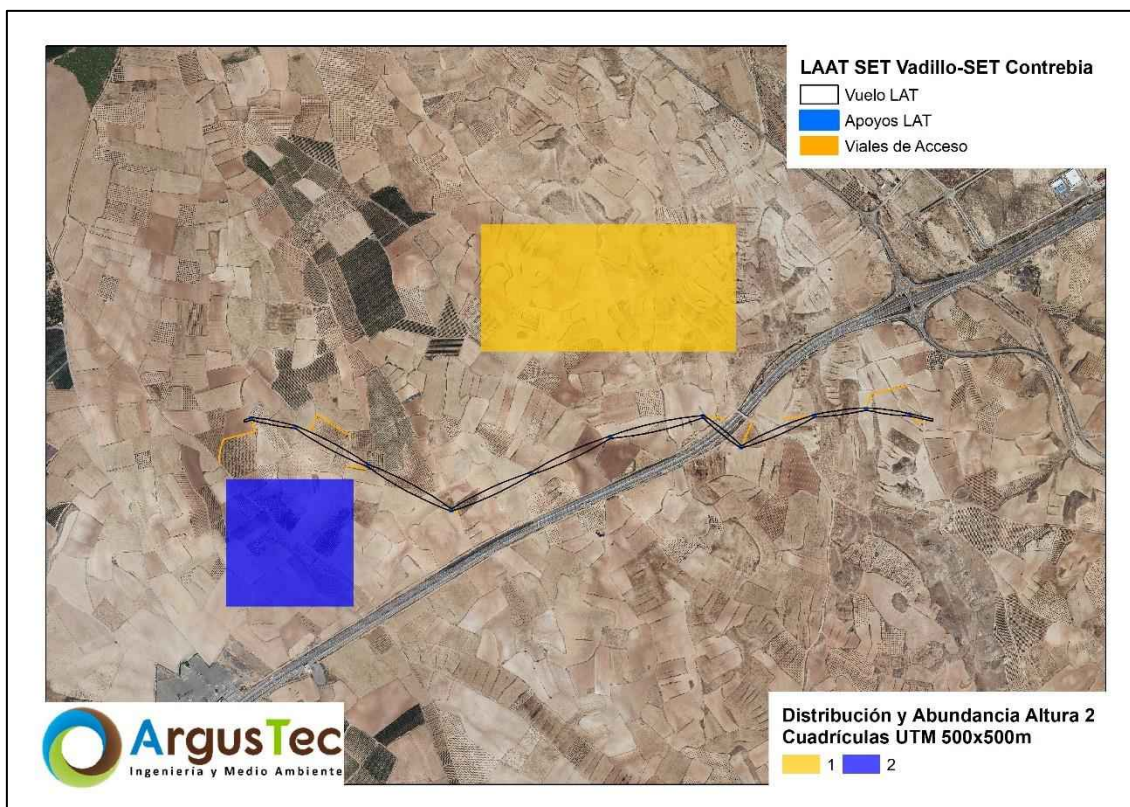 LAAT SET Vadillo-SET Contrebia
Vuelo LAT
Apoyos LAT
Viales de Acceso
ArgusTec
Ingeniería y Medio Ambiente
Distribución y Abundancia Altura 2
Cuadrículas UTM 500x500m
1 2